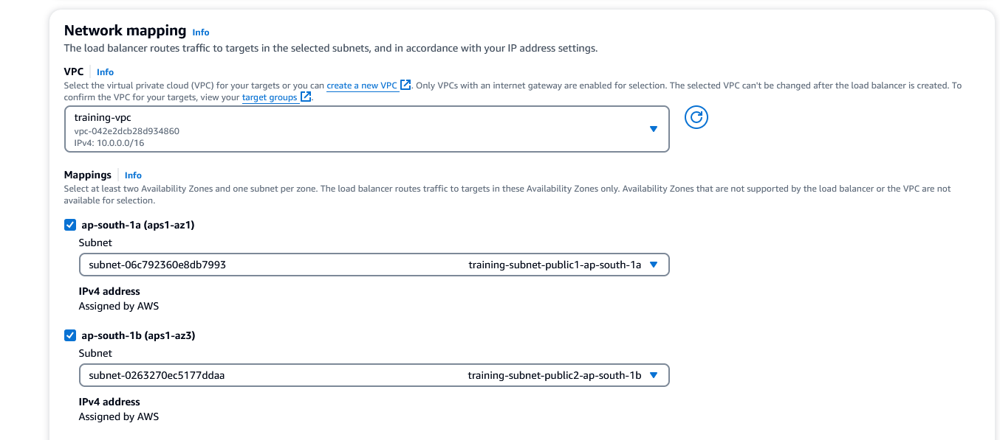 Network mapping Info
The load balancer routes traffic to targets in the selected subnets, and in accordance with your IP address settings.
VPC Info
Select the virtual private cloud (VPC) for your targets or you can create a new VPC. Only VPCs with an internet gateway are enabled for selection. The selected VPC can't be changed after the load balancer is created. To
confirm the VPC for your targets, view your target groups.
training-vpc
vpc-042e2dcb28d934860
IPv4: 10.0.0.0/16
Mappings Info
Select at least two Availability Zones and one subnet per zone. The load balancer routes traffic to targets in these Availability Zones only. Availability Zones that are not supported by the load balancer or the VPC are not
available for selection.
ap-south-1a (aps1-az1)
Subnet
subnet-06c792360e8db7993 training-subnet-public1-ap-south-1a
IPv4 address
Assigned by AWS
ap-south-1b (aps1-az3)
Subnet
subnet-0263270ec5177ddaa training-subnet-public2-ap-south-1b
IPv4 address
Assigned by AWS